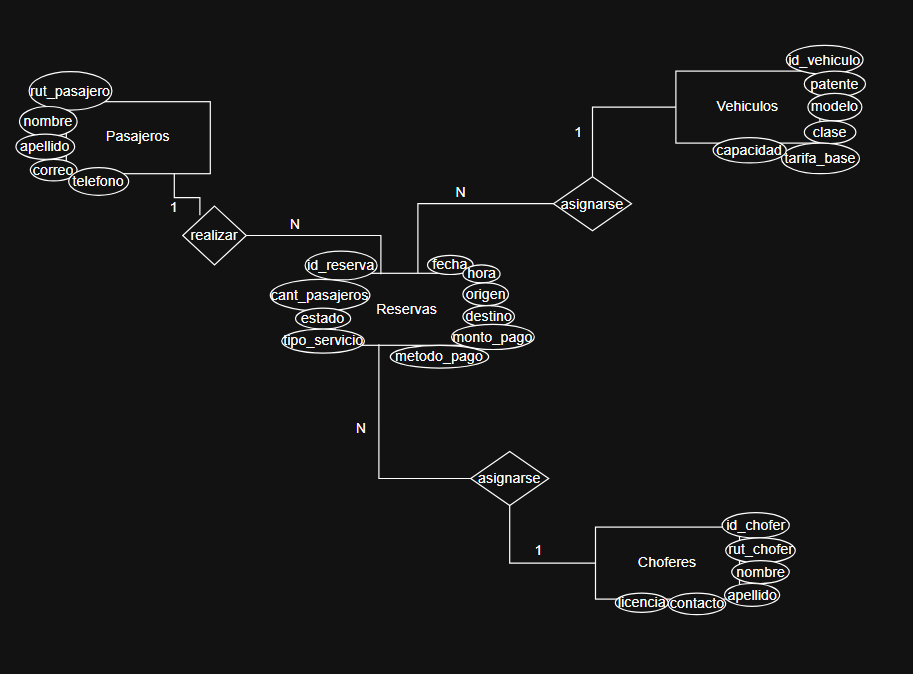 rut_pasajero
nombre
apellido
correo
telefono
Pasajeros
1
realizar
N
id_vehiculo
patente
modelo
clase
tarifa_base
capacidad
Vehiculos
1
asignarse
N
id_reserva
cant_pasajeros
estado
tipo_servicio
Reservas
fecha
hora
origen
destino
monto_pago
metodo_pago
N
asignarse
1
Choferes
id_chofer
rut_chofer
nombre
apellido
contacto
licencia